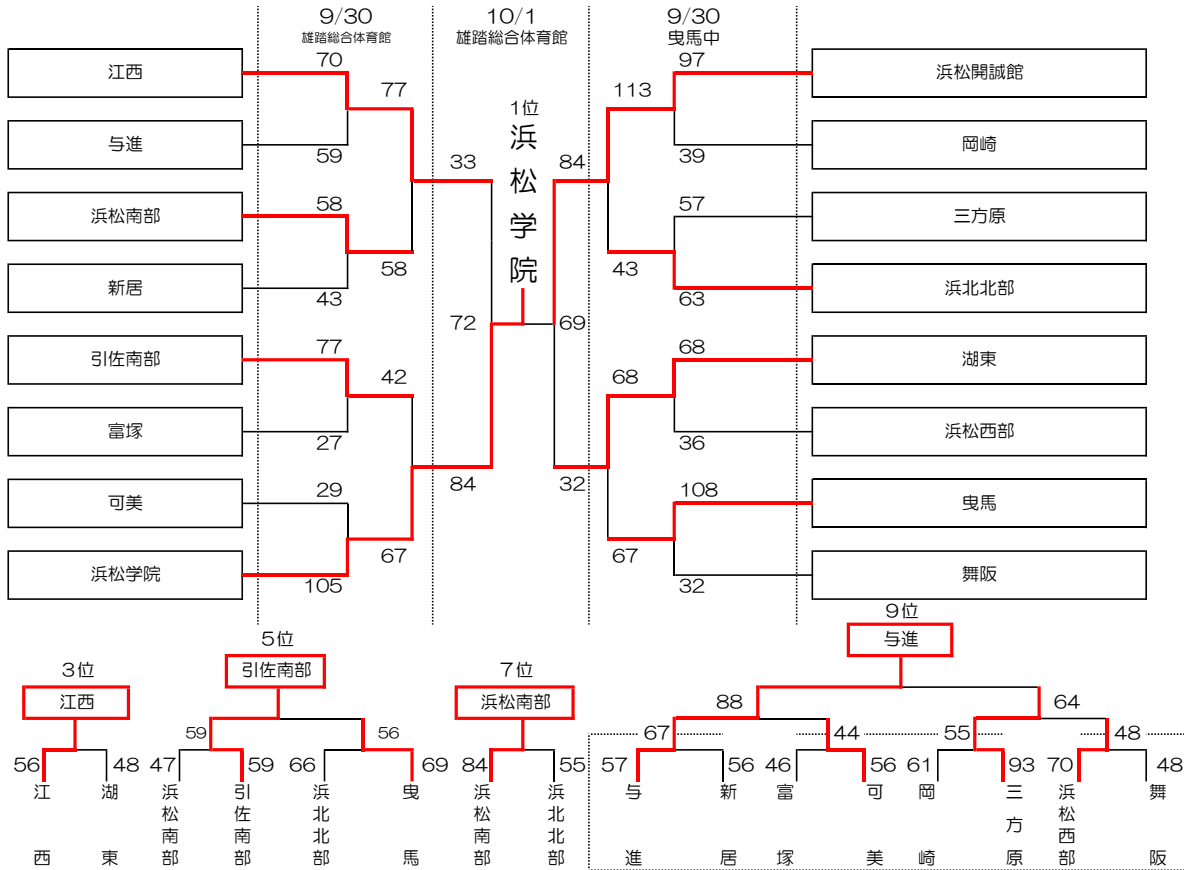 9/30
雄踏総合体育館
10/1
雄踏総合体育館
9/30
曳馬中
江西
70
77
与進
59
33
浜松南部
58
58
新居
43
72
引佐南部
77
42
富塚
27
84
可美
29
67
浜松学院
105
1位
浜松学院
97
浜松開誠館
113
39
岡崎
84
57
三方原
43
63
浜北北部
69
68
湖東
68
36
浜松西部
32
108
曳馬
67
32
舞阪
3位
江西
56
48
江西
湖東
5位
引佐南部
59
56
47
59
66
69
浜松南部
引佐南部
浜北北部
曳馬
7位
浜松南部
84
55
浜松南部
浜北北部
9位
与進
88
64
67
44
55
48
57
56
46
56
61
93
70
48
与進
新居
富塚
可美
岡崎
三方原
浜松西部
舞阪